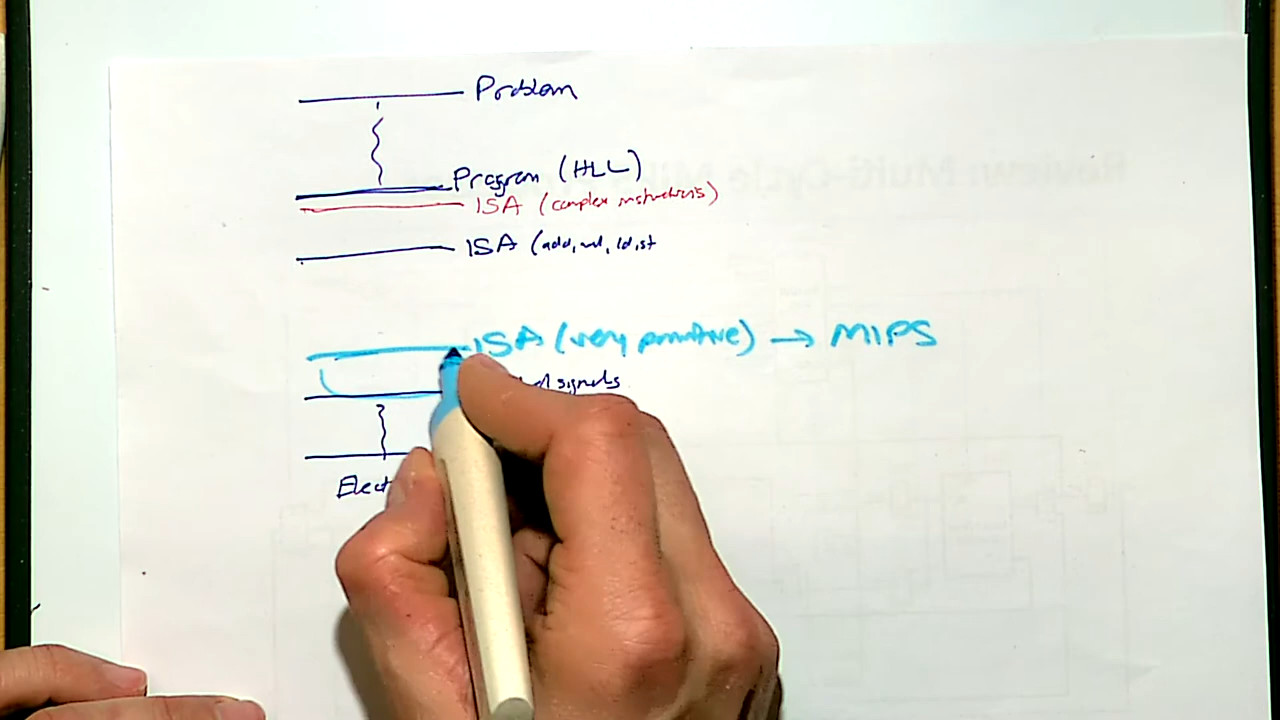 Problem
Program (HLL)
ISA (complex instructions)
ISA (add, mul, ld, st
ISA (very primitive) → MIPS
signals
Elect